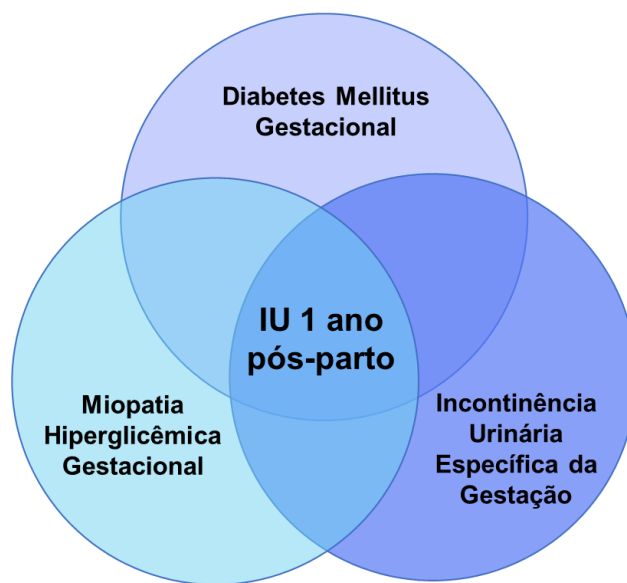 Diabetes Mellitus
Gestacional
IU 1 ano
pós-parto
Miopatia
Hiperglicêmica
Gestacional
Incontinência
Urinária
Específica da
Gestação